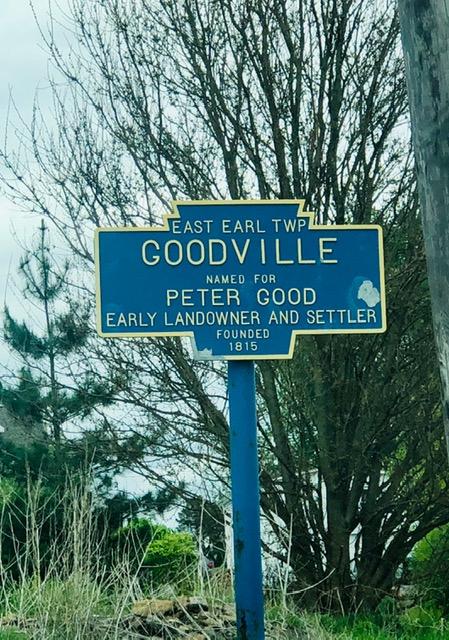 EAST EARL TWP
GOODVILLE
NAMED FOR
PETER GOOD
EARLY LANDOWNER AND SETTLER
FOUNDED
1815